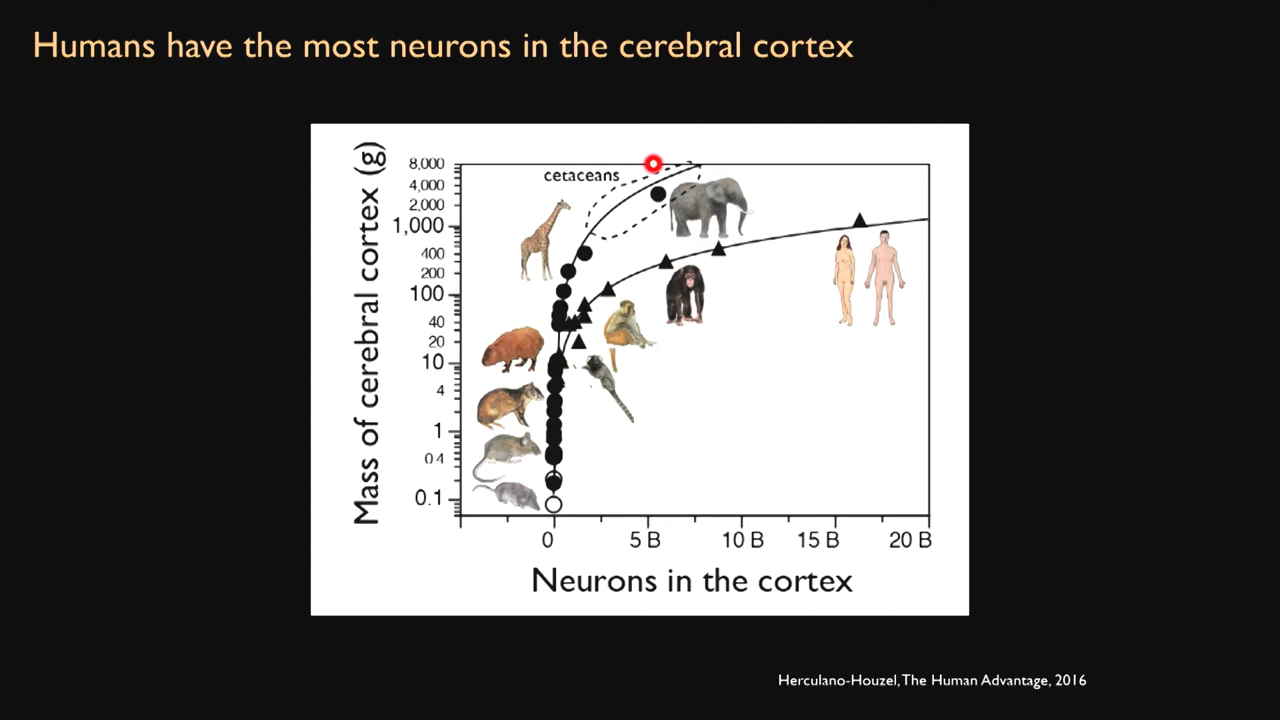 Humans have the most neurons in the cerebral cortex
Mass of cerebral cortex (g)
8,000
4,000
2,000
1,000
400
200
100
40
20
10
4
1
0.4
0.1
cetaceans
0
5 B
10 B
15 B
20 B
Neurons in the cortex
Herculano-Houzel, The Human Advantage, 2016